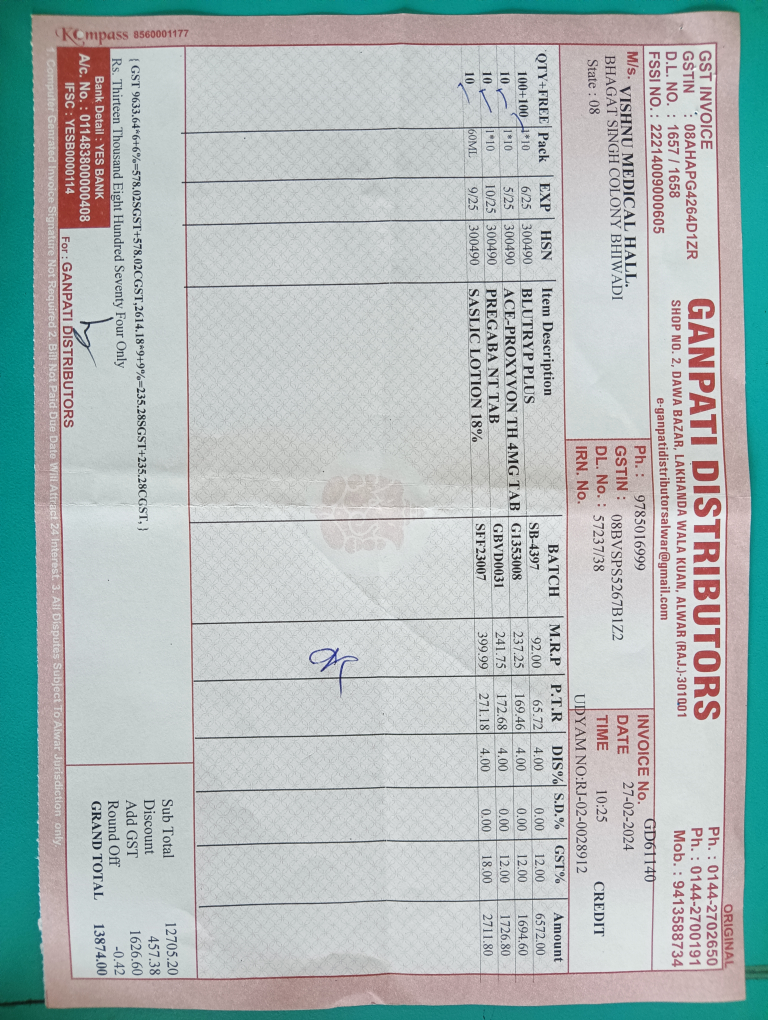 ORIGINAL
GST INVOICE
GSTIN : 08AHAPG4264D1ZR
D.L. NO. : 1657 / 1658
FSSI NO. : 22214009000605
GANPATI DISTRIBUTORS
SHOP NO. 2, DAWA BAZAR, LAKHANDA WALA KUAN, ALWAR (RAJ.)-301001
e-ganpatidistributorsalwar@gmail.com
Ph. : 0144-2702650
Ph. : 0144-2700191
Mob. : 9413588734
M/s. VISHNU MEDICAL HALL.
BHAGAT SINGH COLONY BHIWADI
State : 08
Ph. : 9785016999
GSTIN : 08BVSPS5267B1Z2
DL. No. : 57237/38
IRN. No.
INVOICE No. GD61140
DATE 27-02-2024
TIME 10:25 CREDIT
UDYAM NO:RJ-02-0028912
QTY+FREE Pack EXP HSN Item Description BATCH M.R.P P.T.R DIS% S.D.% GST% Amount
100+100 1*10 6/25 300490 BLUTRYP PLUS SB-4397 92.00 65.72 4.00 0.00 12.00 6572.00
10 1*10 5/25 300490 ACE-PROXYVON TH 4MG TAB G1353008 237.25 169.46 4.00 0.00 12.00 1694.60
10 1*10 10/25 300490 PREGABA NT TAB GBVD0031 241.75 172.68 4.00 0.00 12.00 1726.80
10 60ML 9/25 300490 SASLIC LOTION 18% SFF23007 399.99 271.18 4.00 0.00 18.00 2711.80
{ GST 9633.64*6+6%=578.02SGST+578.02CGST,2614.18*9+9%=235.28SGST+235.28CGST, }
Rs. Thirteen Thousand Eight Hundred Seventy Four Only
Sub Total 12705.20
Discount 457.38
Add GST 1626.60
Round Off -0.42
GRAND TOTAL 13874.00
Bank Detail : YES BANK
A/c. No. : 011483800000408
IFSC : YESB0000114
For : GANPATI DISTRIBUTORS
1. Computer Genrated Invoice Signature Not Required 2. Bill Not Paid Due Date Will Attract 24 Interest. 3. All Disputes Subject To Alwar Jurisdiction only.
Kompass 8560001177